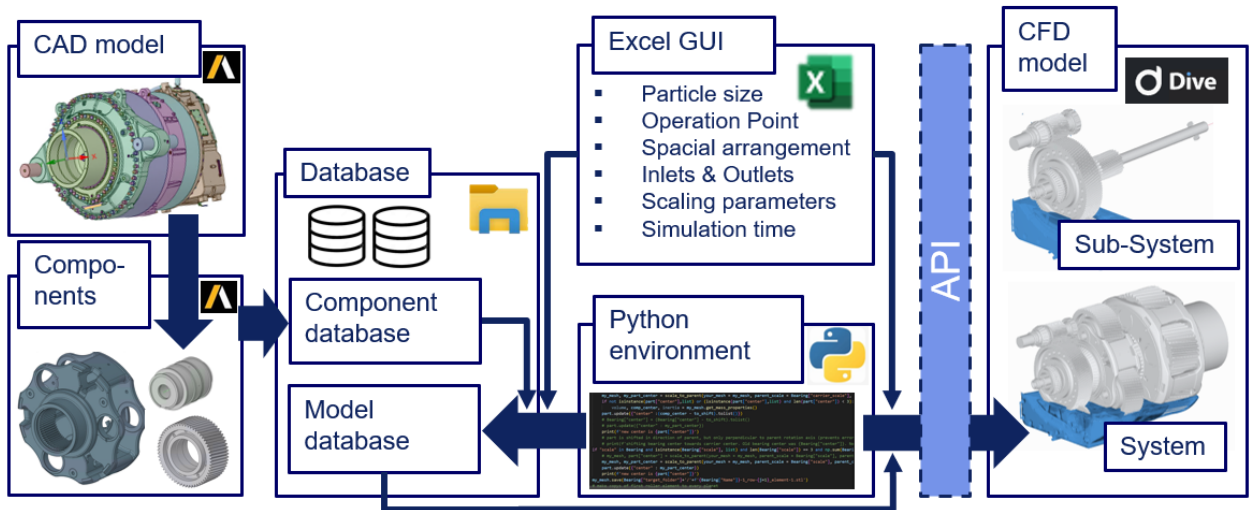 CAD model
Compo-
nents
Database
Component
database
Model
database
Excel GUI
▪ Particle size
▪ Operation Point
▪ Spacial arrangement
▪ Inlets & Outlets
▪ Scaling parameters
▪ Simulation time
Python
environment
API
CFD
model
Dive
Sub-System
System